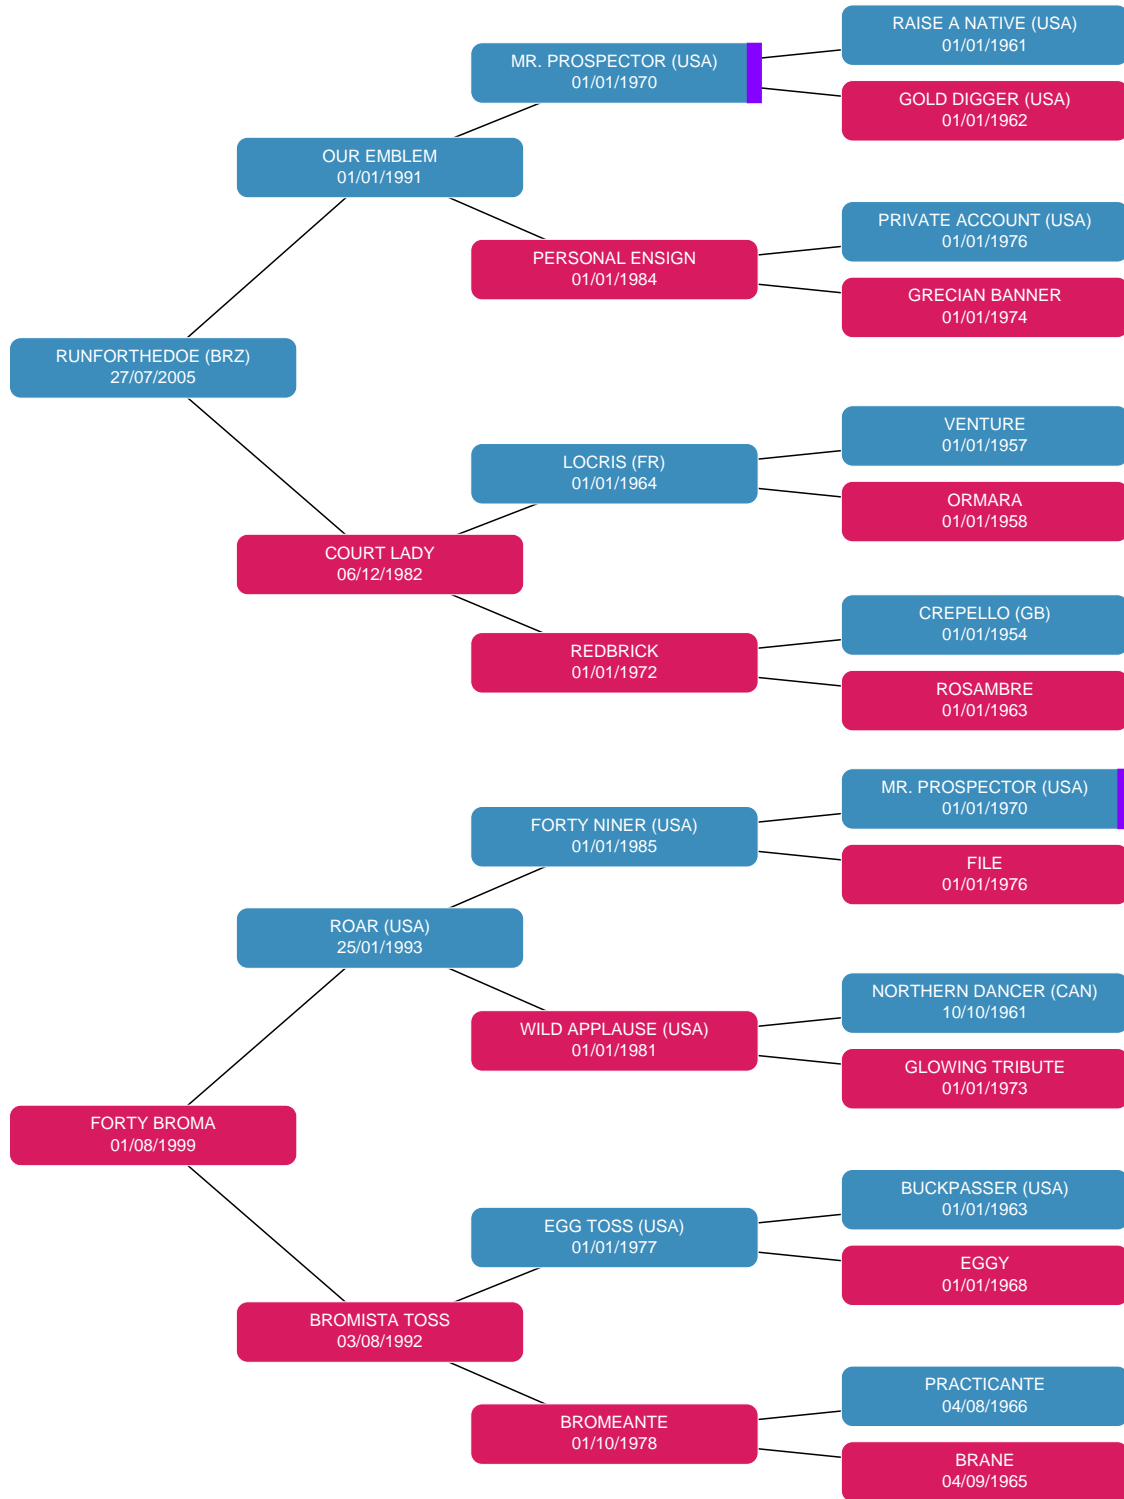 RAISE A NATIVE (USA)
01/01/1961
MR. PROSPECTOR (USA)
01/01/1970
GOLD DIGGER (USA)
01/01/1962
OUR EMBLEM
01/01/1991
PRIVATE ACCOUNT (USA)
01/01/1976
PERSONAL ENSIGN
01/01/1984
GRECIAN BANNER
01/01/1974
RUNFORTHEDOE (BRZ)
27/07/2005
VENTURE
01/01/1957
LOCRIS (FR)
01/01/1964
ORMARA
01/01/1958
COURT LADY
06/12/1982
CREPELLO (GB)
01/01/1954
REDBRICK
01/01/1972
ROSAMBRE
01/01/1963
MR. PROSPECTOR (USA)
01/01/1970
FORTY NINER (USA)
01/01/1985
FILE
01/01/1976
ROAR (USA)
25/01/1993
NORTHERN DANCER (CAN)
10/10/1961
WILD APPLAUSE (USA)
01/01/1981
GLOWING TRIBUTE
01/01/1973
FORTY BROMA
01/08/1999
BUCKPASSER (USA)
01/01/1963
EGG TOSS (USA)
01/01/1977
EGGY
01/01/1968
BROMISTA TOSS
03/08/1992
PRACTICANTE
04/08/1966
BROMEANTE
01/10/1978
BRANE
04/09/1965